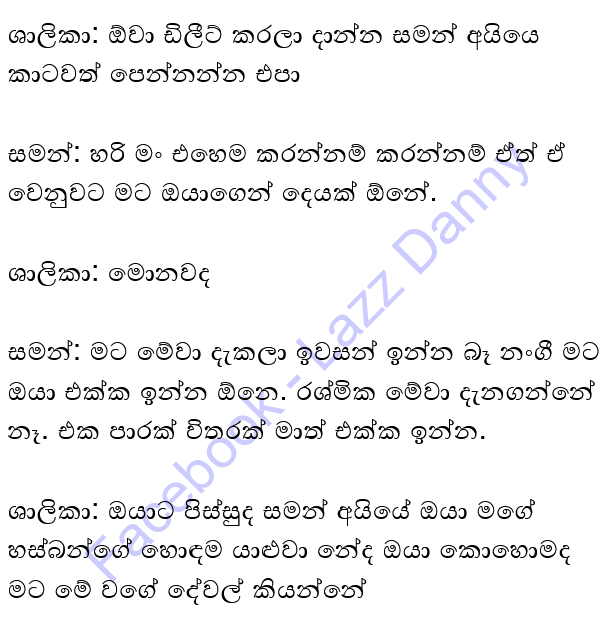 ශාලිකා: ඕවා ඩිලීට් කරලා දාන්න සමන් අයියෙ
කාටවත් පෙන්නන්න එපා
සමන්: හරි මං එහෙම කරන්නම් කරන්නම් ඒත් ඒ
වෙනුවට මට ඔයාගෙන් දෙයක් ඕනේ.
ශාලිකා: මොනවද
සමන්: මට මේවා දැකලා ඉවසන් ඉන්න බෑ නංගී මට
ඔයා එක්ක ඉන්න ඕනෙ. රශ්මික මේවා දැනගන්නේ
නෑ. එක පාරක් විතරක් මාත් එක්ක ඉන්න.
ශාලිකා: ඔයාට පිස්සුද සමන් අයියේ ඔයා මගේ
හස්බන්ගේ හොඳම යාළුවා නේද ඔයා කොහොමද
මට මේ වගේ දේවල් කියන්නේ
Facebook - Lazz Danny